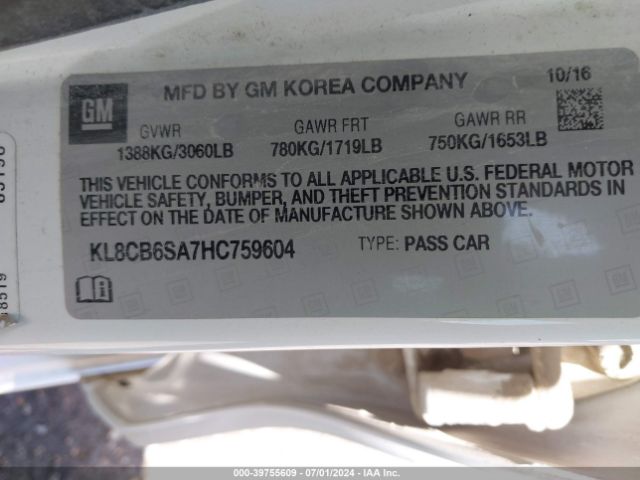 GM
MFD BY GM KOREA COMPANY
10/16
GVWR
1388KG/3060LB
GAWR FRT
780KG/1719LB
GAWR RR
750KG/1653LB
THIS VEHICLE CONFORMS TO ALL APPLICABLE U.S. FEDERAL MOTOR
VEHICLE SAFETY, BUMPER, AND THEFT PREVENTION STANDARDS IN
EFFECT ON THE DATE OF MANUFACTURE SHOWN ABOVE.
KL8CB6SA7HC759604
TYPE: PASS CAR
000-39755609 - 07/01/2024 - IAA Inc.